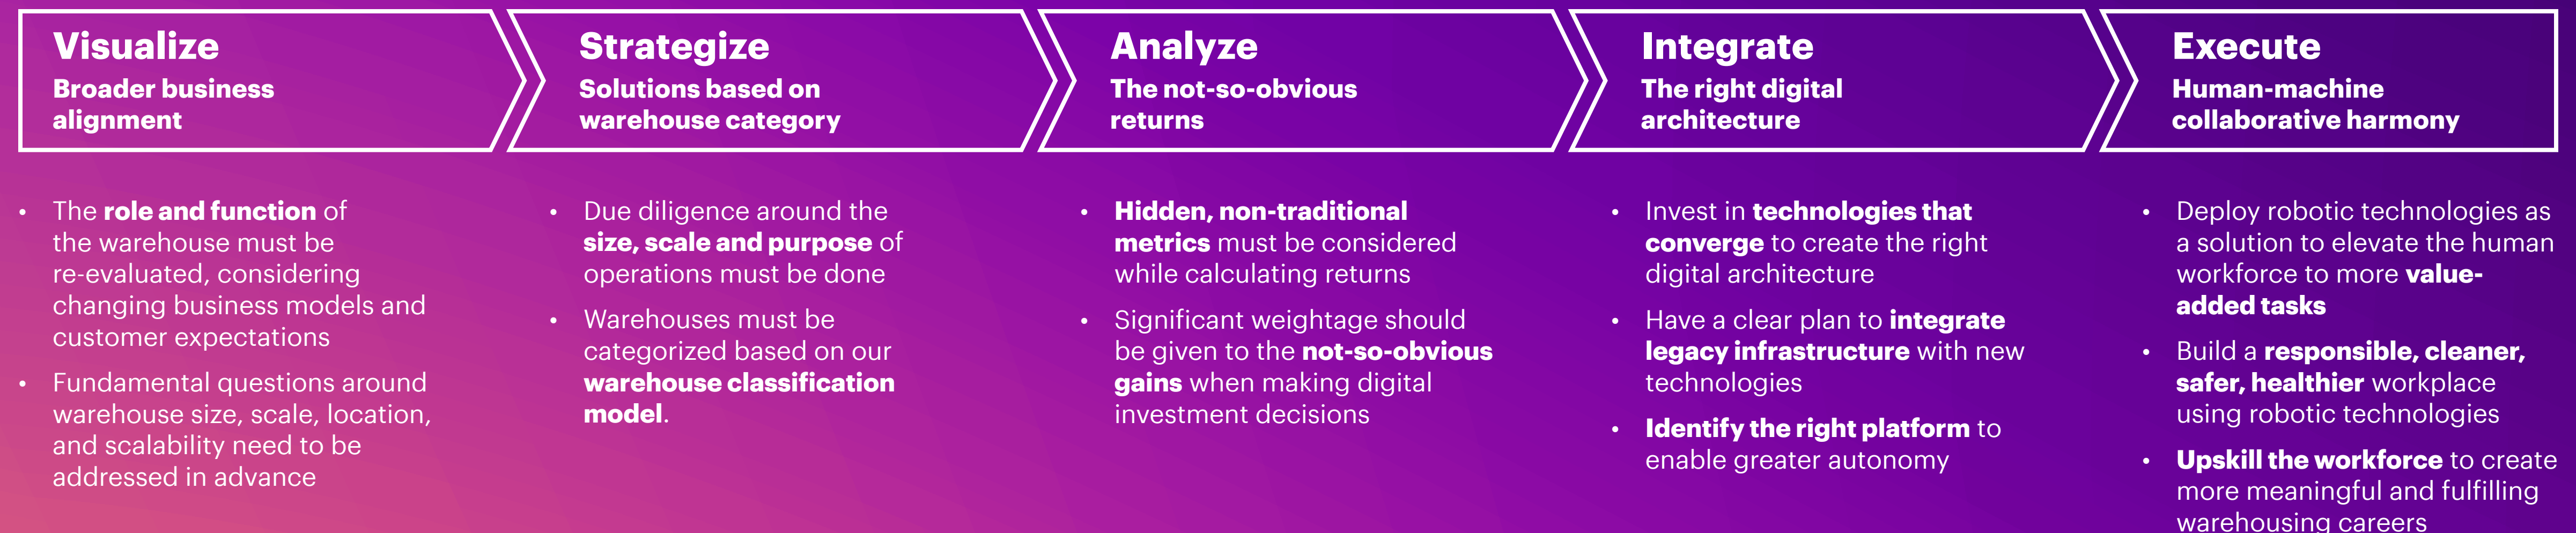 Visualize
Broader business
alignment
• The role and function of
the warehouse must be
re-evaluated, considering
changing business models and
customer expectations
• Fundamental questions around
warehouse size, scale, location,
and scalability need to be
addressed in advance
Strategize
Solutions based on
warehouse category
• Due diligence around the
size, scale and purpose of
operations must be done
• Warehouses must be
categorized based on our
warehouse classification
model.
Analyze
The not-so-obvious
returns
• Hidden, non-traditional
metrics must be considered
while calculating returns
• Significant weightage should
be given to the not-so-obvious
gains when making digital
investment decisions
Integrate
The right digital
architecture
• Invest in technologies that
converge to create the right
digital architecture
• Have a clear plan to integrate
legacy infrastructure with new
technologies
• Identify the right platform to
enable greater autonomy
Execute
Human-machine
collaborative harmony
• Deploy robotic technologies as
a solution to elevate the human
workforce to more value-
added tasks
• Build a responsible, cleaner,
safer, healthier workplace
using robotic technologies
• Upskill the workforce to create
more meaningful and fulfilling
warehousing careers